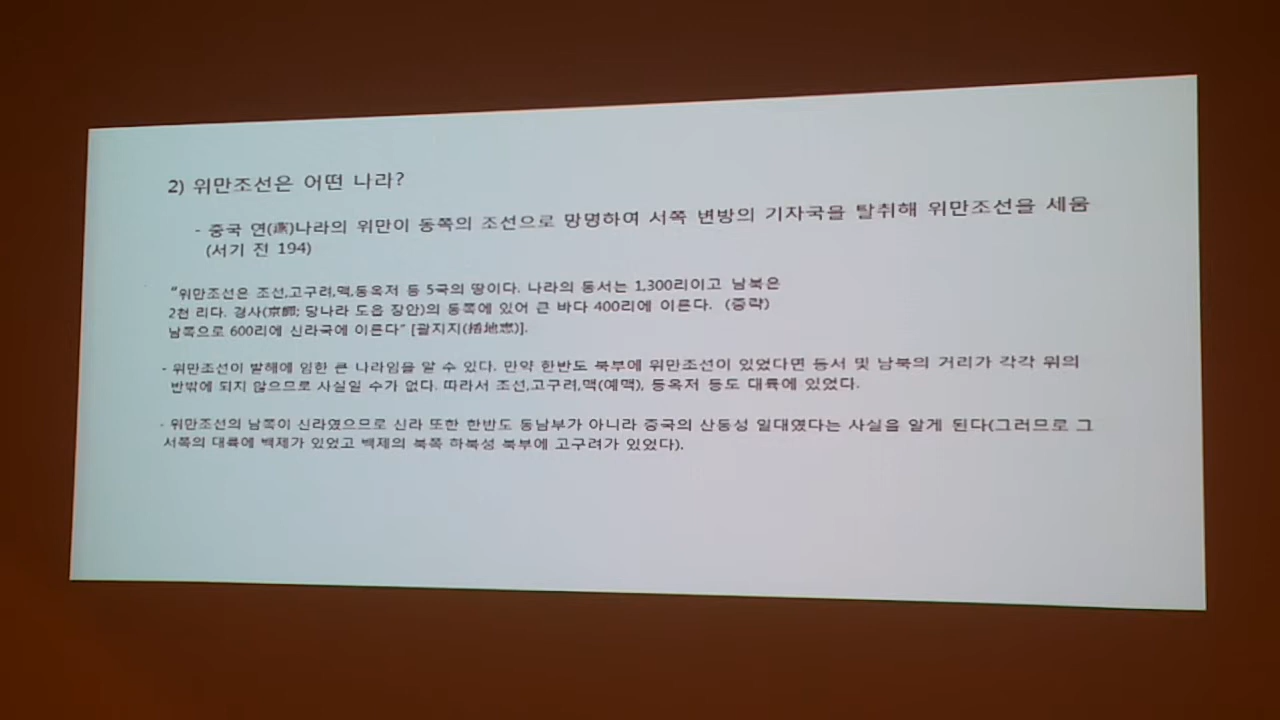 2) 위만조선은 어떤 나라?
- 중국 연(燕)나라의 위만이 동쪽의 조선으로 망명하여 서쪽 변방의 기자국을 탈취해 위만조선을 세움
(서기 전 194)
"위만조선은 조선,고구려,맥,동옥저 등 5국의 땅이다. 나라의 동서는 1,300리이고 남북은
2천 리다. 경사(京師; 당나라 도읍 장안)의 동쪽에 있어 큰 바다 400리에 이른다. (중략)
남쪽으로 600리에 신라국에 이른다" [괄지지(括地志)].
- 위만조선이 발해에 임한 큰 나라임을 알 수 있다. 만약 한반도 북부에 위만조선이 있었다면 동서 및 남북의 거리가 각각 위의
반밖에 되지 않으므로 사실일 수가 없다. 따라서 조선,고구려,맥(예맥), 동옥저 등도 대륙에 있었다.
- 위만조선의 남쪽이 신라였으므로 신라 또한 한반도 동남부가 아니라 중국의 산동성 일대였다는 사실을 알게 된다(그러므로 그
서쪽의 대륙에 백제가 있었고 백제의 북쪽 하북성 북부에 고구려가 있었다).